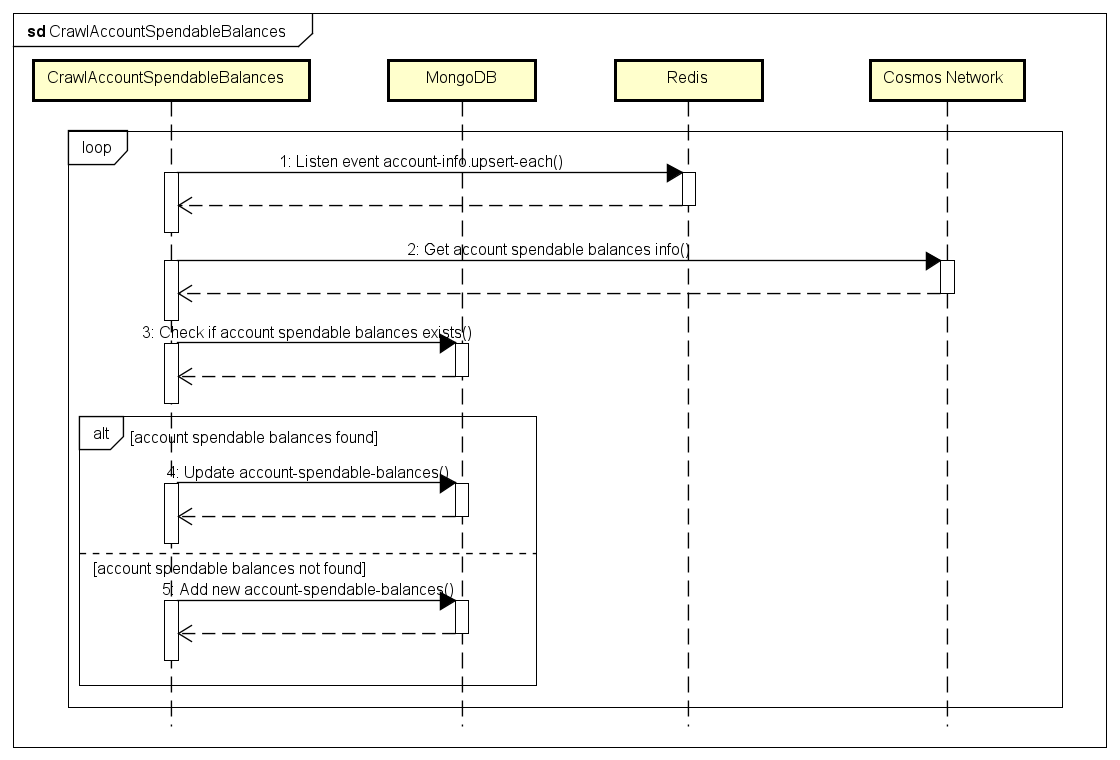 sd CrawlAccountSpendableBalances
CrawlAccountSpendableBalances
MongoDB
Redis
Cosmos Network
loop
1: Listen event account-info.upsert-each()
2: Get account spendable balances info()
3: Check if account spendable balances exists()
alt
[account spendable balances found]
4: Update account-spendable-balances()
[account spendable balances not found]
5: Add new account-spendable-balances()